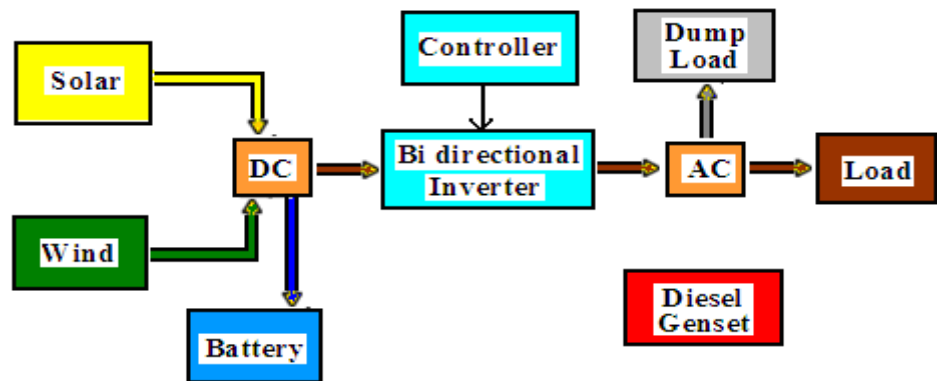 Solar
Controller
Dump
Load
DC
Bi directional
Inverter
AC
Load
Wind
Battery
Diesel
Genset